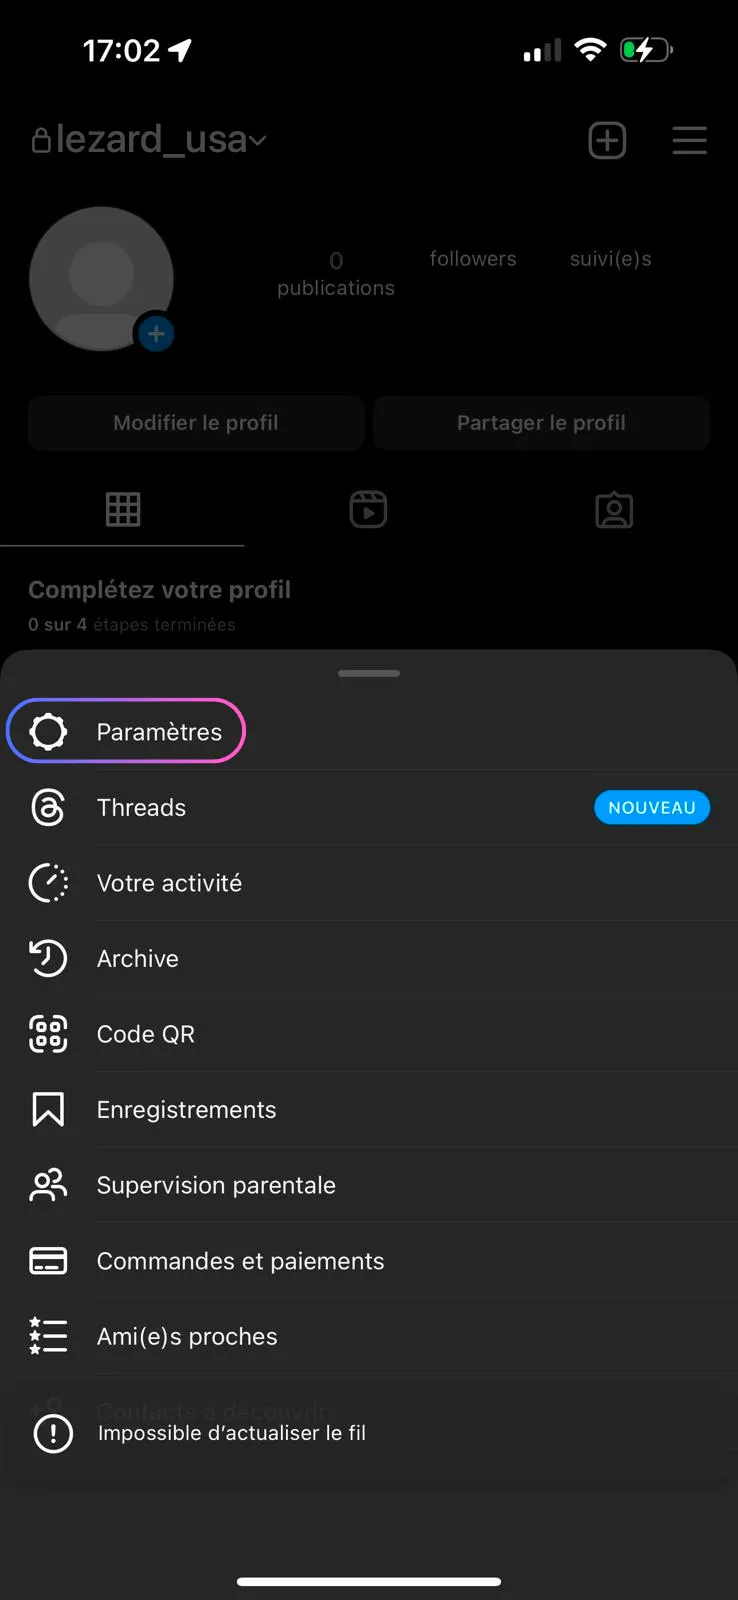 17:02
lezard_usa
0
publications
followers
suivi(e)s
Modifier le profil
Partager le profil
Complétez votre profil
0 sur 4 étapes terminées
Paramètres
Threads
NOUVEAU
Votre activité
Archive
Code QR
Enregistrements
Supervision parentale
Commandes et paiements
Ami(e)s proches
Contacts à découvrir
Impossible d’actualiser le fil